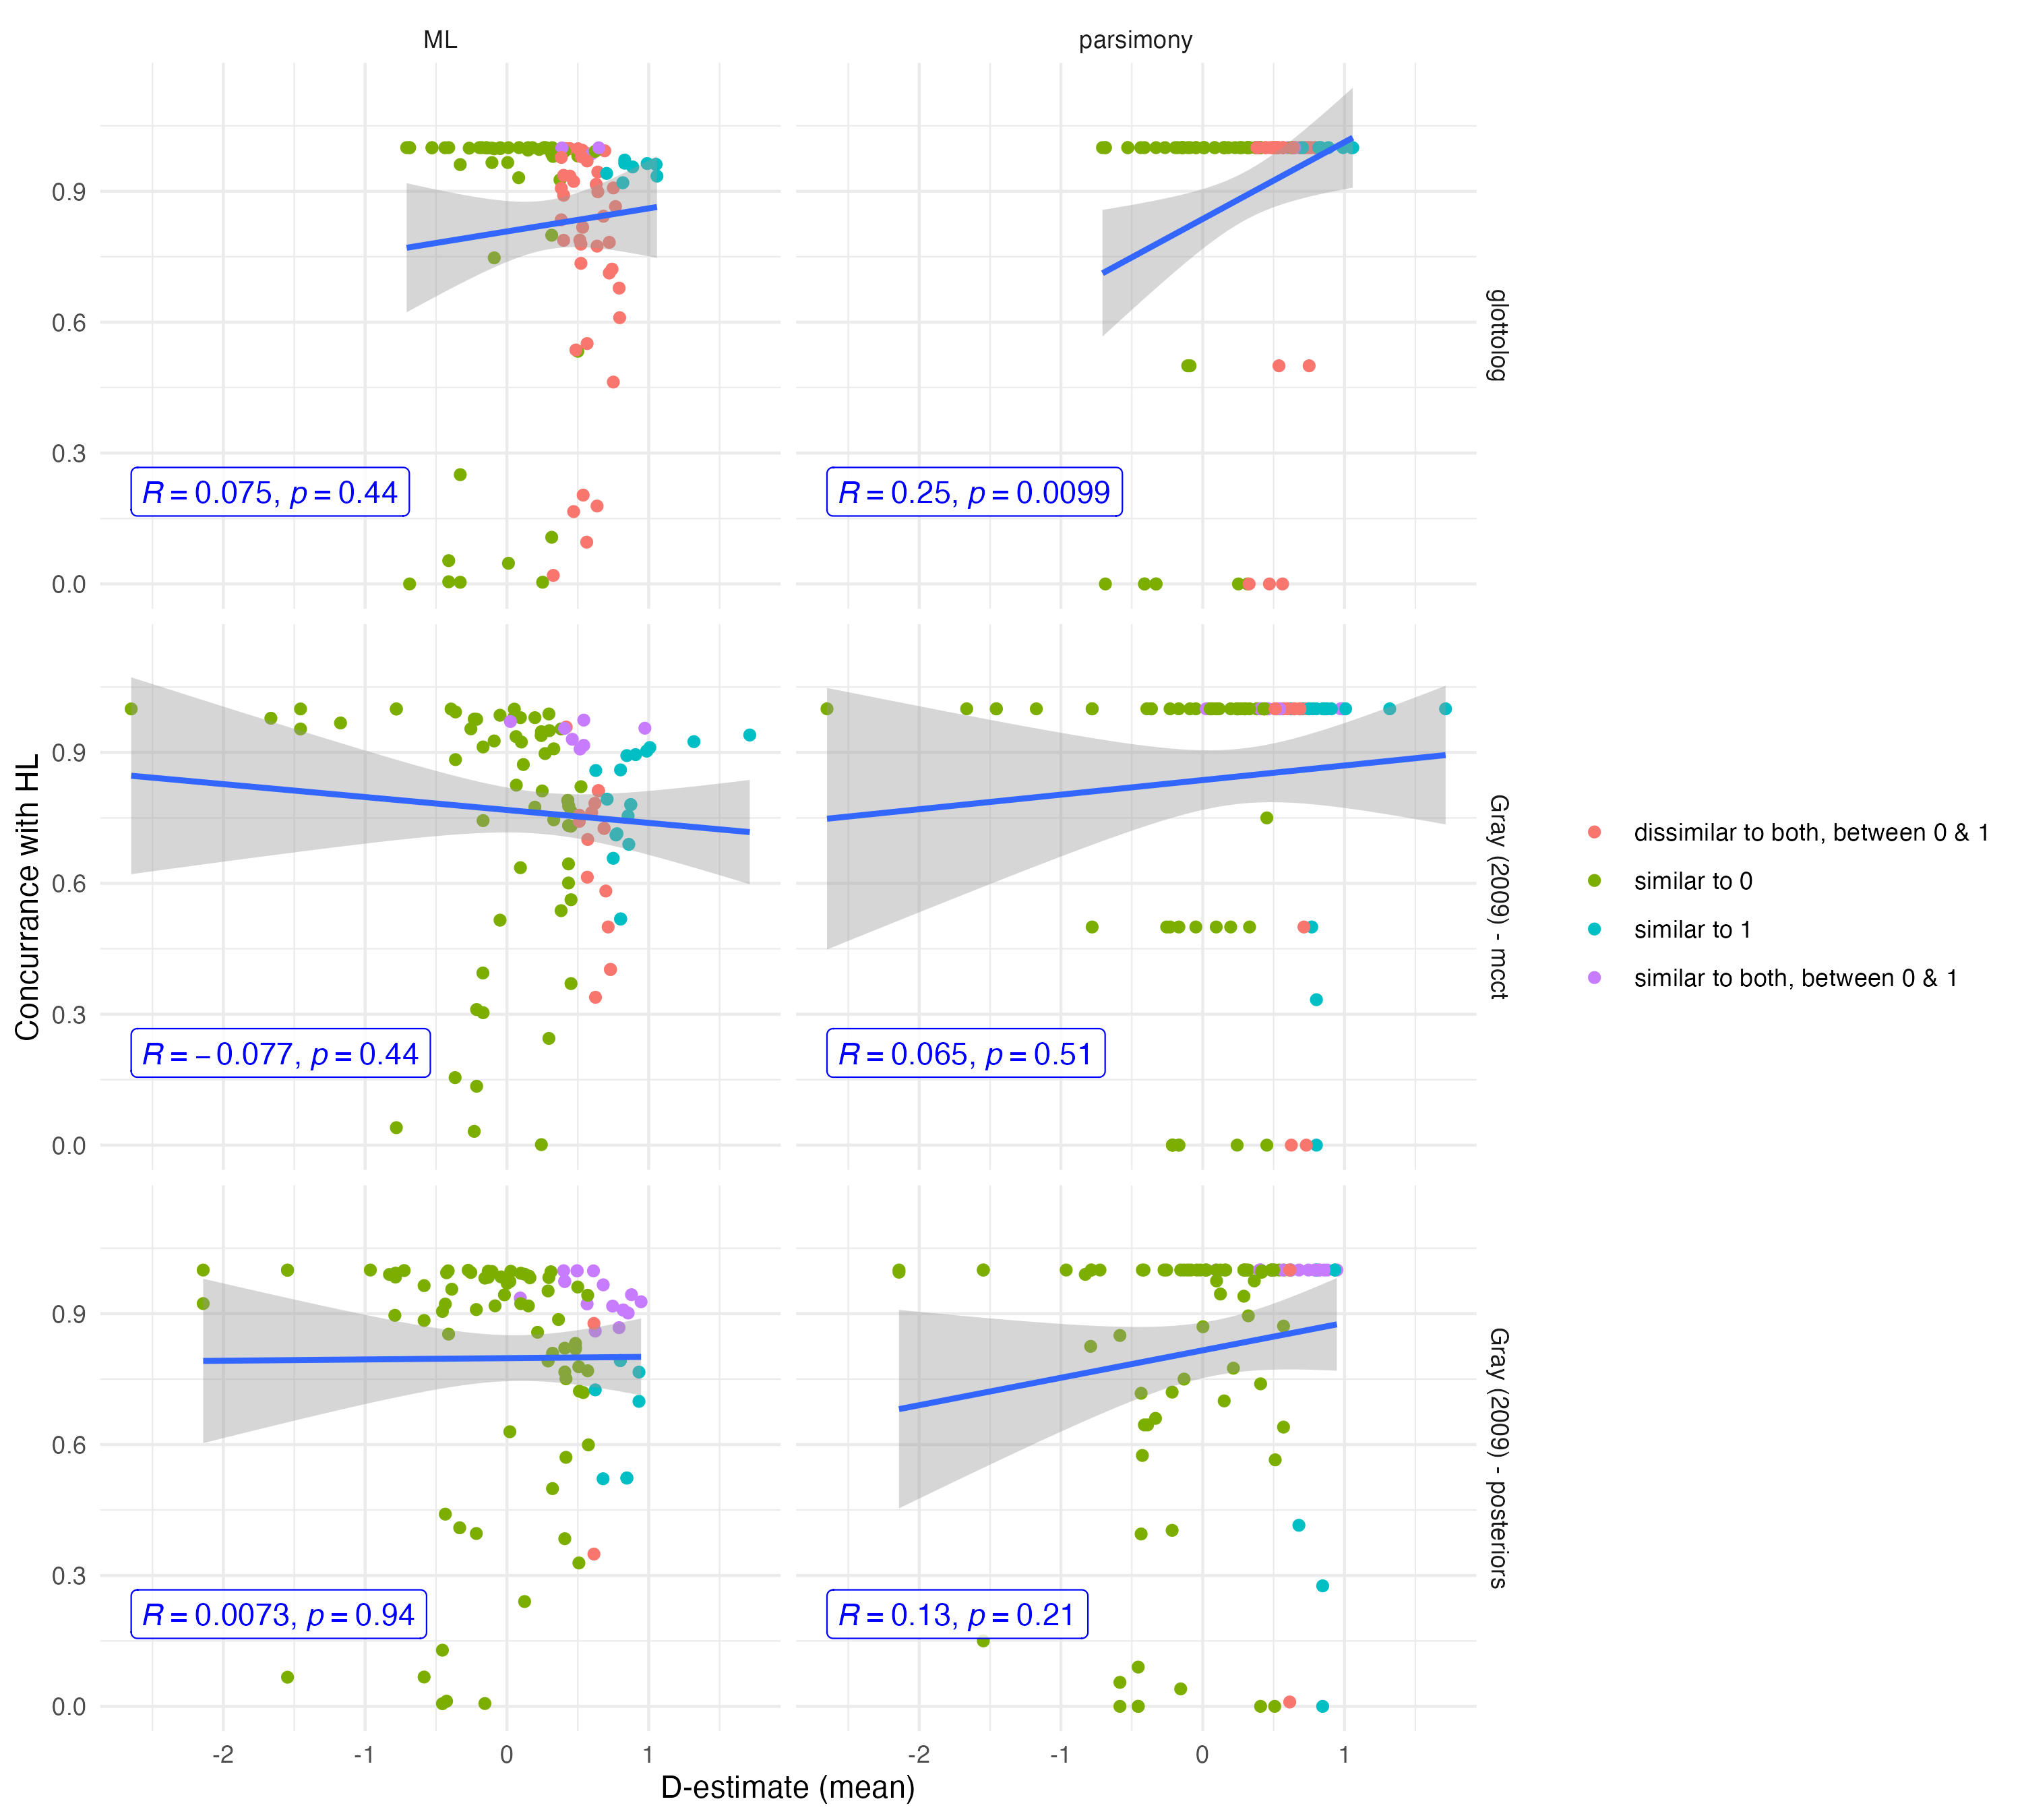 ML
parsimony
0.9
0.6
0.3
0.0
R = 0.075, p = 0.44
R = 0.25, p = 0.0099
glottolog
Concurrance with HL
0.9
0.6
0.3
0.0
R = − 0.077, p = 0.44
R = 0.065, p = 0.51
Gray (2009) - mcct
dissimilar to both, between 0 & 1
similar to 0
similar to 1
similar to both, between 0 & 1
0.9
0.6
0.3
0.0
R = 0.0073, p = 0.94
R = 0.13, p = 0.21
Gray (2009) - posteriors
-2 -1 0 1
-2 -1 0 1
D-estimate (mean)